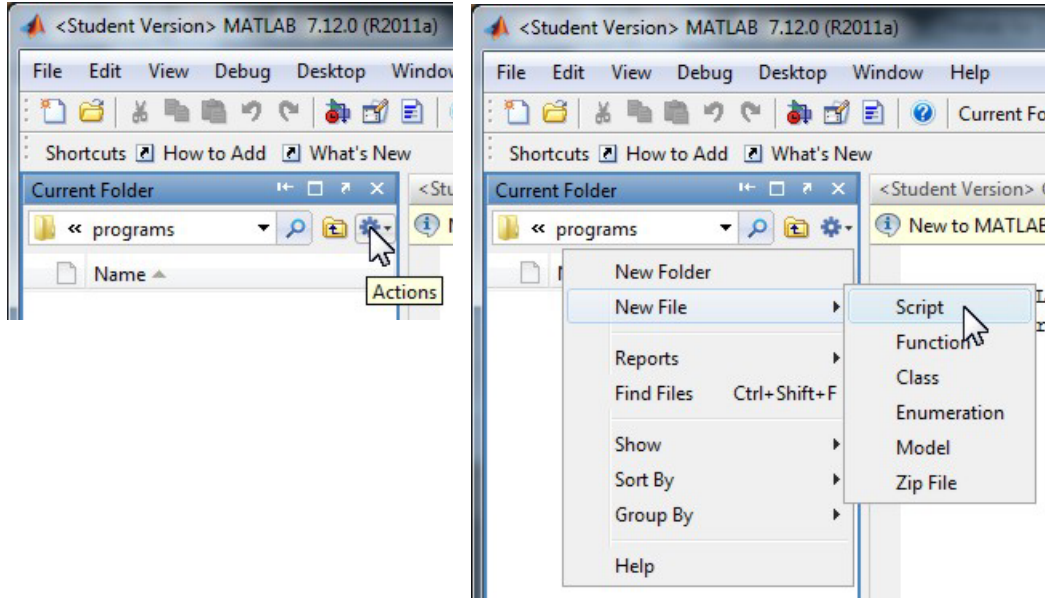 <Student Version> MATLAB 7.12.0 (R2011a)
File Edit View Debug Desktop Window
Shortcuts How to Add What's New
Current Folder
« programs
Name
Actions
<Student Version> MATLAB 7.12.0 (R2011a)
File Edit View Debug Desktop Window Help
Current Fo
Shortcuts How to Add What's New
Current Folder
<Student Version>
« programs
New to MATLAB
New Folder
New File
Reports
Find Files Ctrl+Shift+F
Show
Sort By
Group By
Help
Script
Function
Class
Enumeration
Model
Zip File